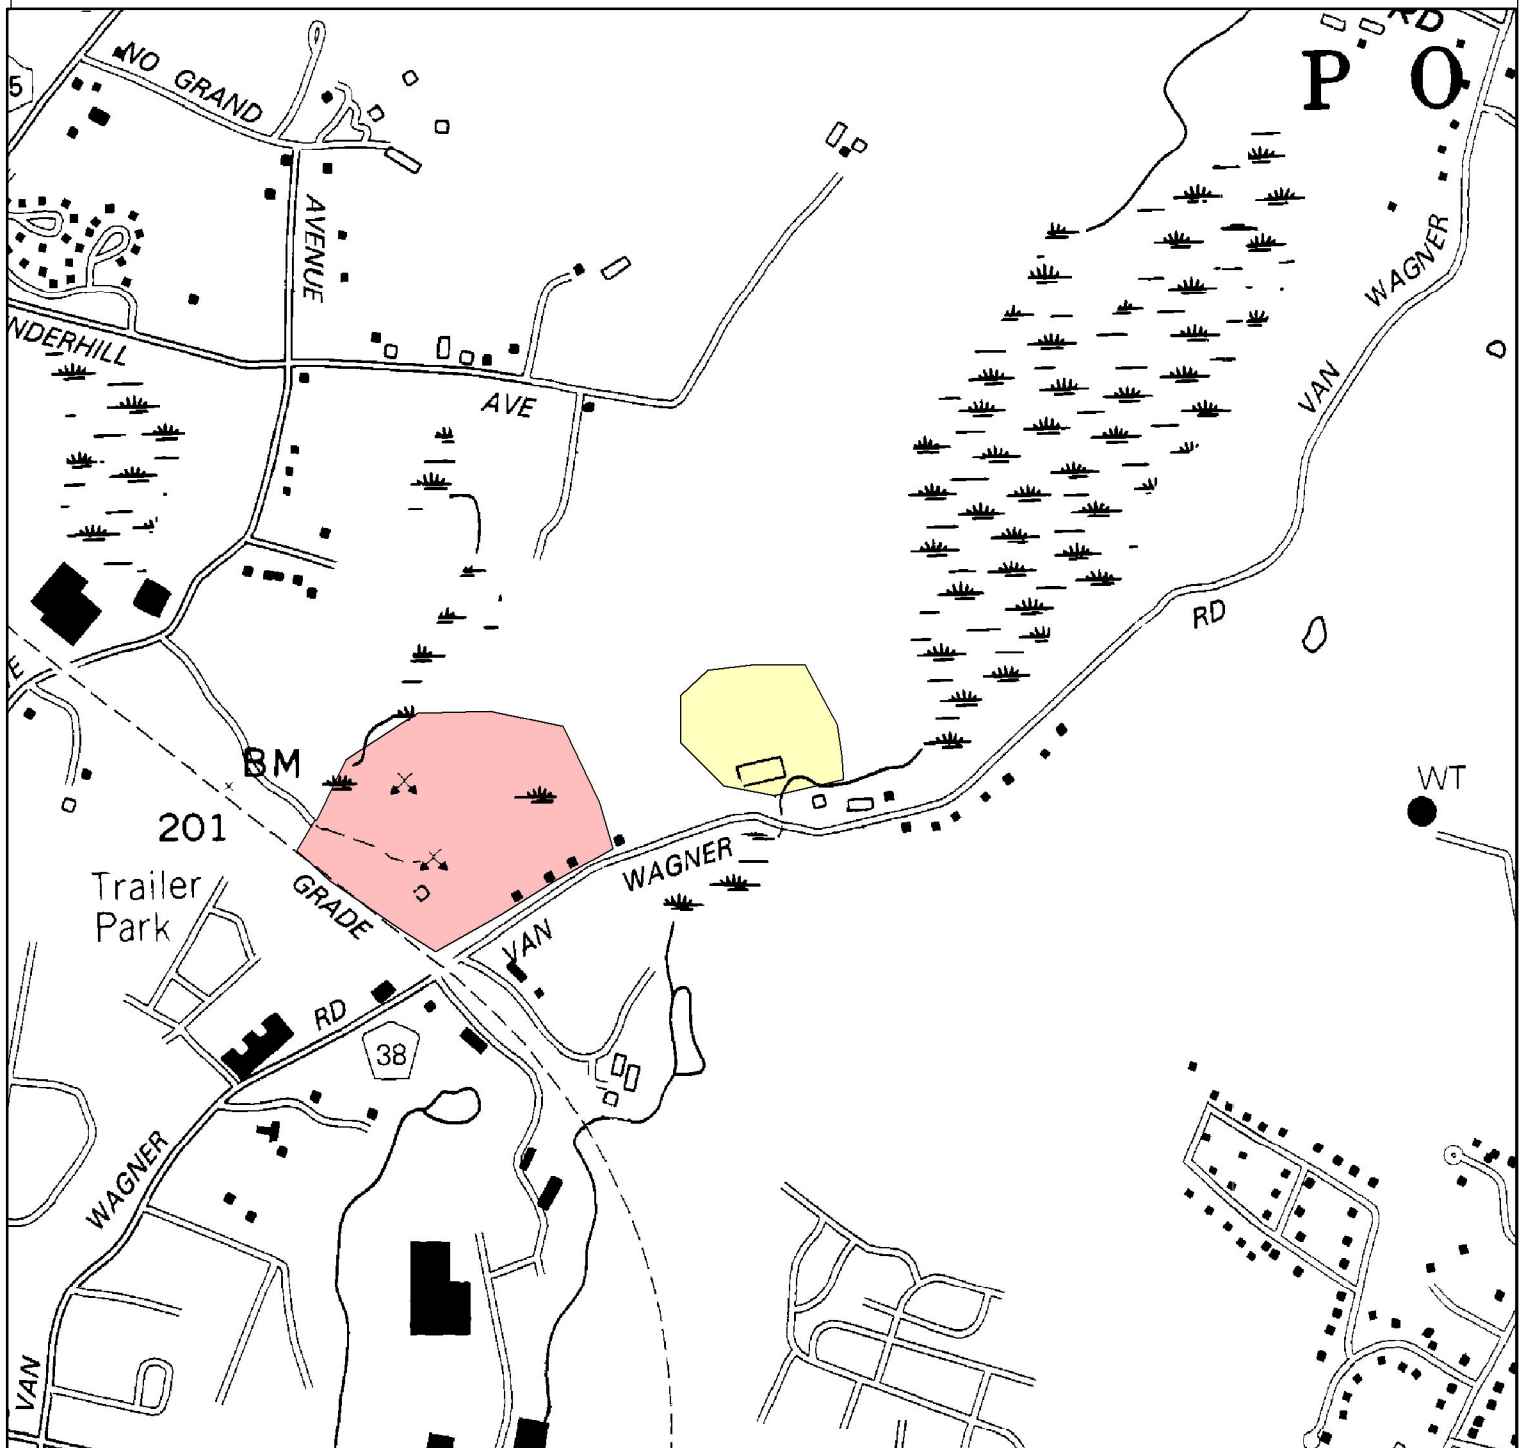 RD
P O
5
NO GRAND
AVENUE
WAGNER
VAN
NDERHILL
AVE
RD
E
BM
201
WT
WAGNER
VAN
Trailer
Park
GRADE
RD
38
WAGNER
VAN